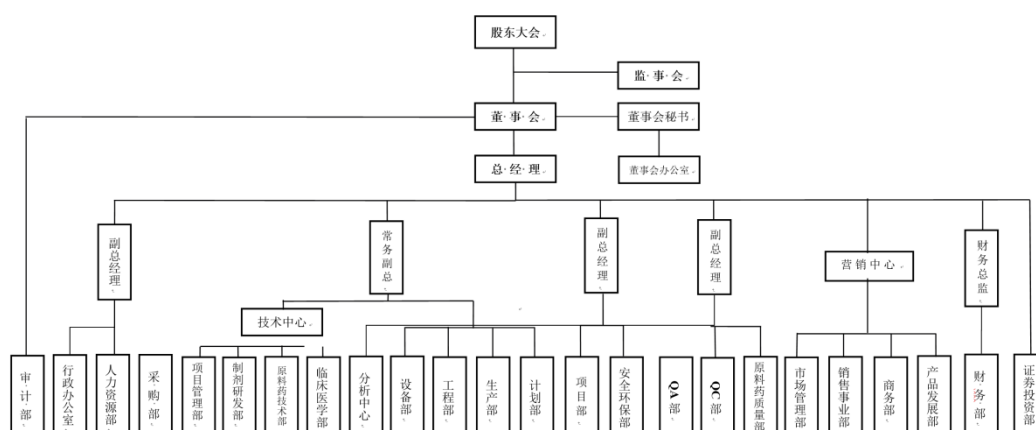 股东大会
监事会
董事会
董事会秘书
总经理
董事会办公室
副总经理
常务副总
副总经理
副总经理
营销中心
财务总监
技术中心
审计部
行政办公室
人力资源部
采购部
项目管理部
制剂研发部
原料药技术部
临床医学部
分析中心
设备部
工程部
生产部
计划部
项目部
安全环保部
QA部
QC部
原料药质量部
市场管理部
销售事业部
商务部
产品发展部
财务部
证券投资部